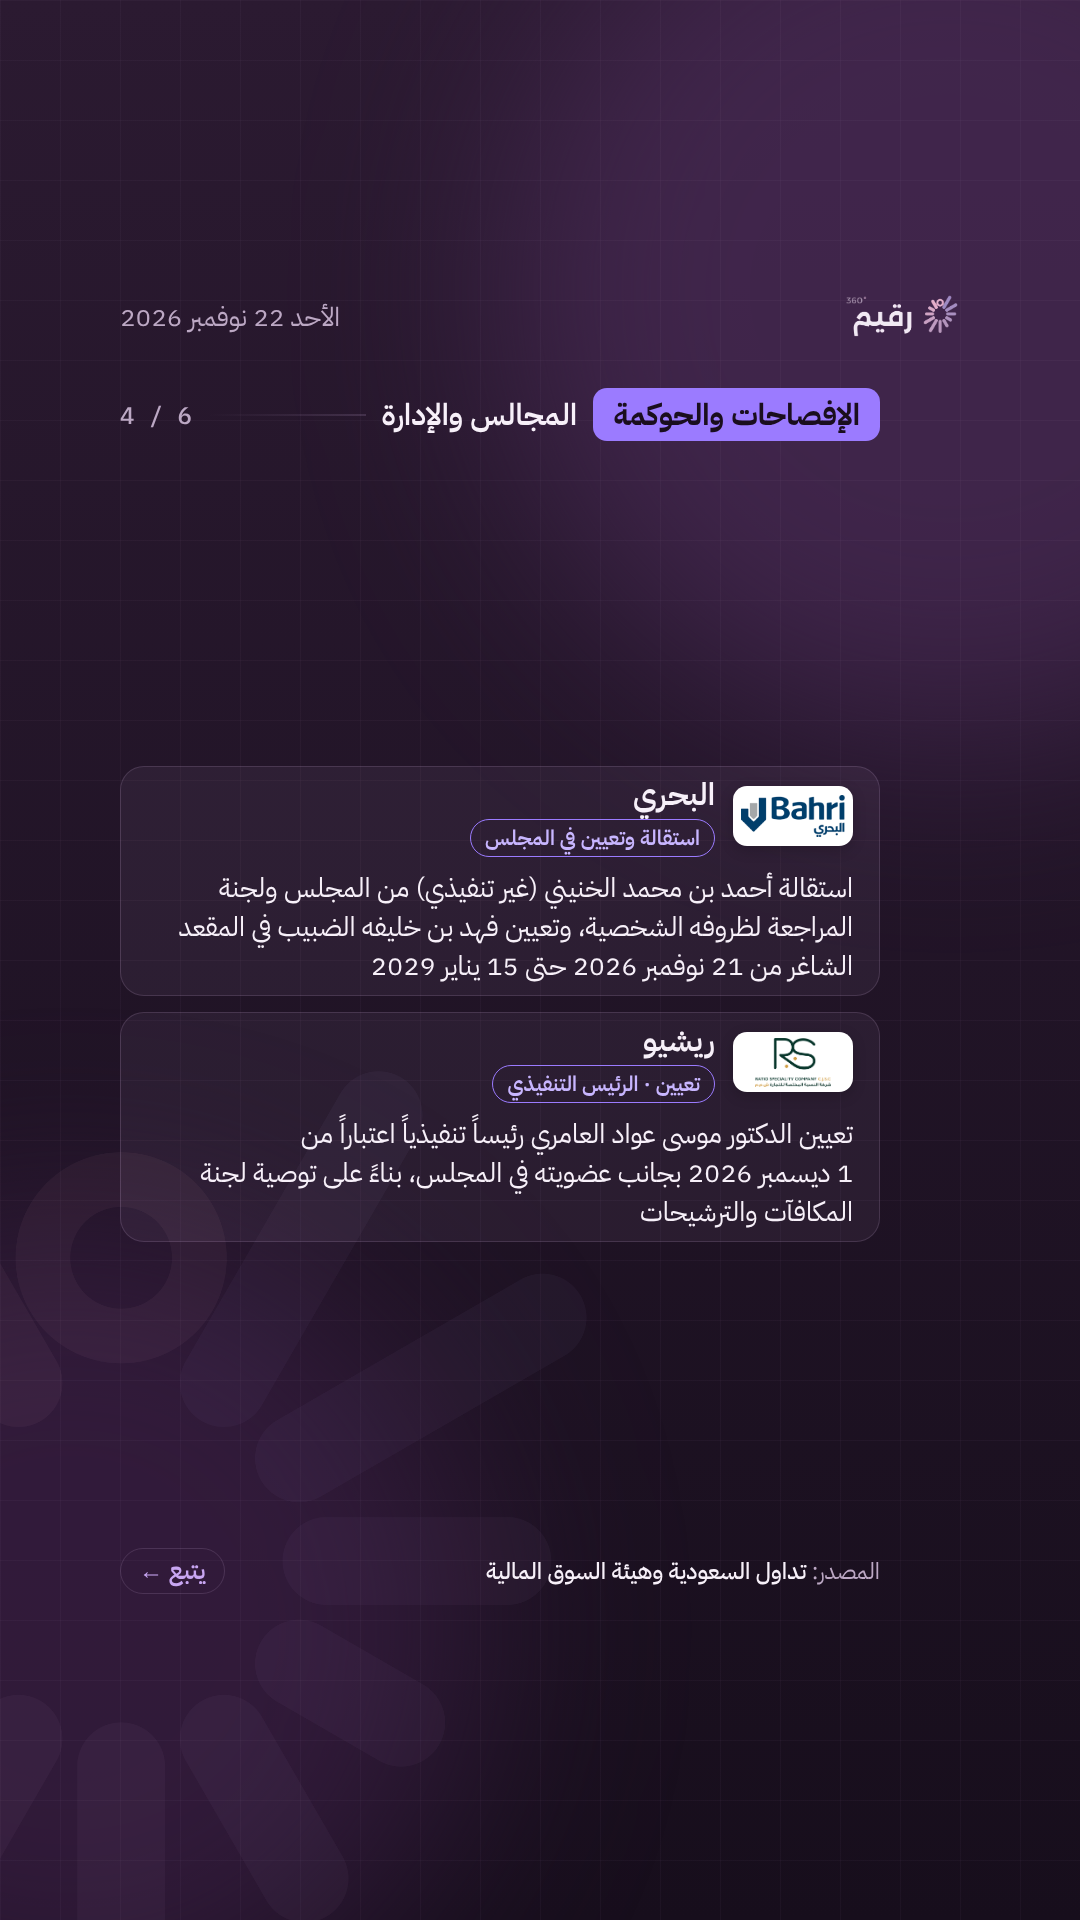 رقيم
360°
الأحد 22 نوفمبر 2026
الإفصاحات والحوكمة
المجالس والإدارة
4 / 6
Bahri
البحري
البحري
استقالة وتعيين في المجلس
استقالة أحمد بن محمد الخنيني (غير تنفيذي) من المجلس ولجنة
المراجعة لظروفه الشخصية، وتعيين فهد بن خليفه الضبيب في المقعد
الشاغر من 21 نوفمبر 2026 حتى 15 يناير 2029
RS
RATIO SPECIALITY COMPANY
ريشيو
تعيين · الرئيس التنفيذي
تعيين الدكتور موسى عواد العامري رئيساً تنفيذياً اعتباراً من
1 ديسمبر 2026 بجانب عضويته في المجلس، بناءً على توصية لجنة
المكافآت والترشيحات
المصدر: تداول السعودية وهيئة السوق المالية
يتبع ←